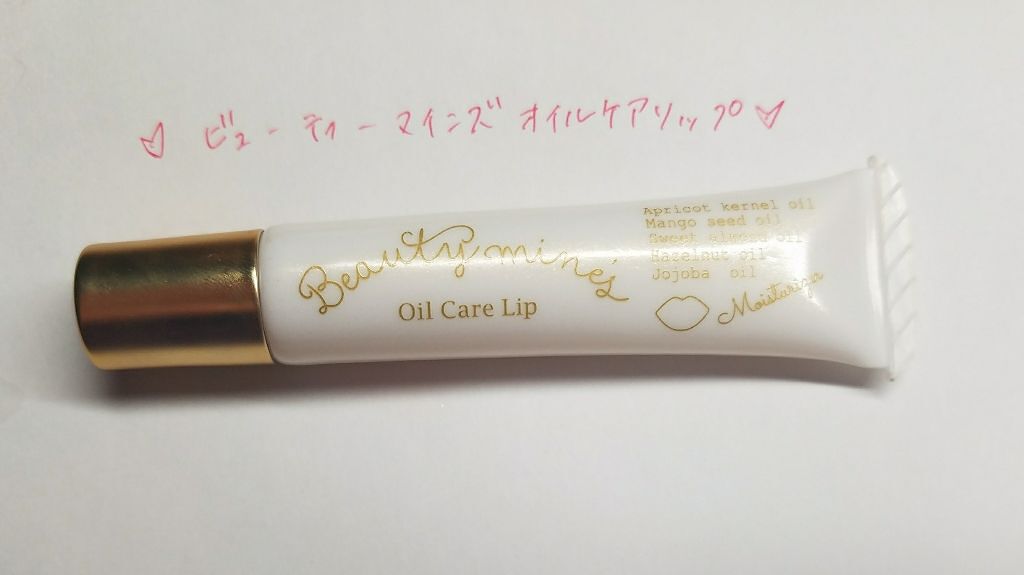 ♡ ビューティーマインズオイルケアリップ♡
Beauty mine's
Oil Care Lip
Apricot kernel oil
Mango seed oil
Sweet almond oil
Hazelnut oil
Jojoba oil
Moisturizer